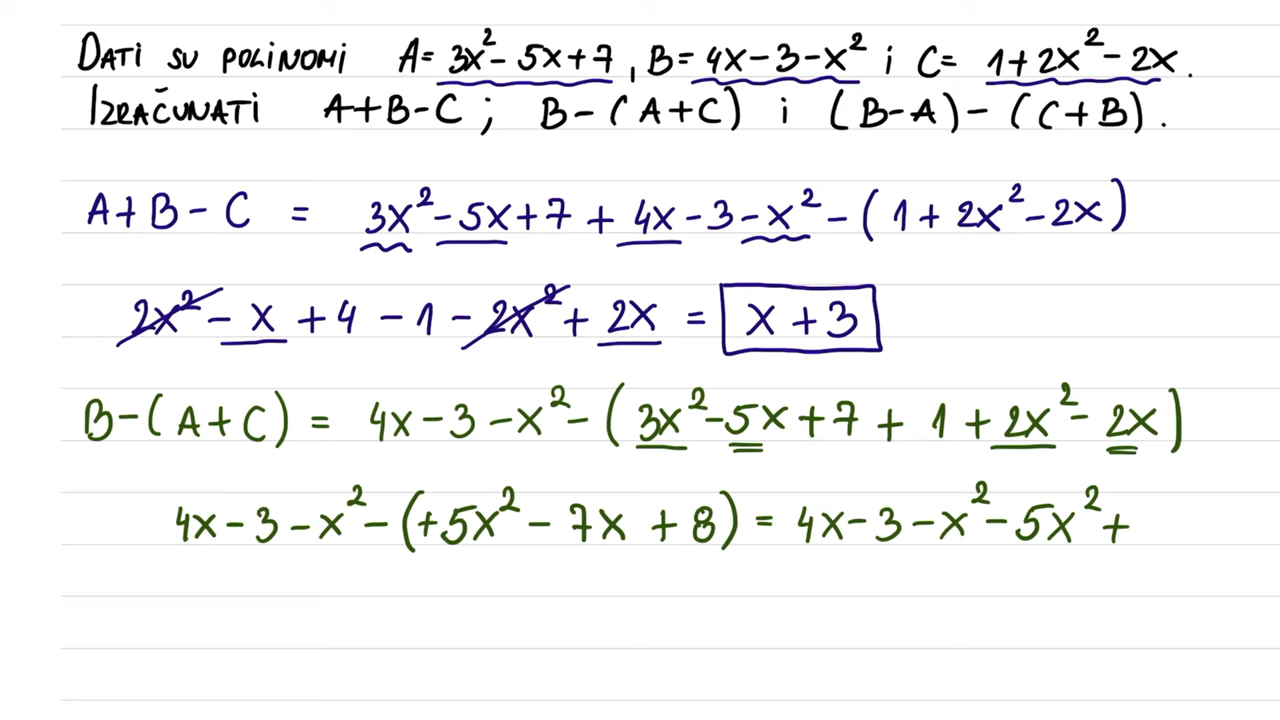 DATI SU POLINOMI A = 3x² - 5x + 7, B = 4x - 3 - x² i C = 1 + 2x² - 2x.
IZRAČUNATI A + B - C ; B - (A + C) i (B - A) - (C + B).
A + B - C = 3x² - 5x + 7 + 4x - 3 - x² - (1 + 2x² - 2x)
2x² - x + 4 - 1 - 2x² + 2x = x + 3
B - (A + C) = 4x - 3 - x² - (3x² - 5x + 7 + 1 + 2x² - 2x)
4x - 3 - x² - (+5x² - 7x + 8) = 4x - 3 - x² - 5x² +